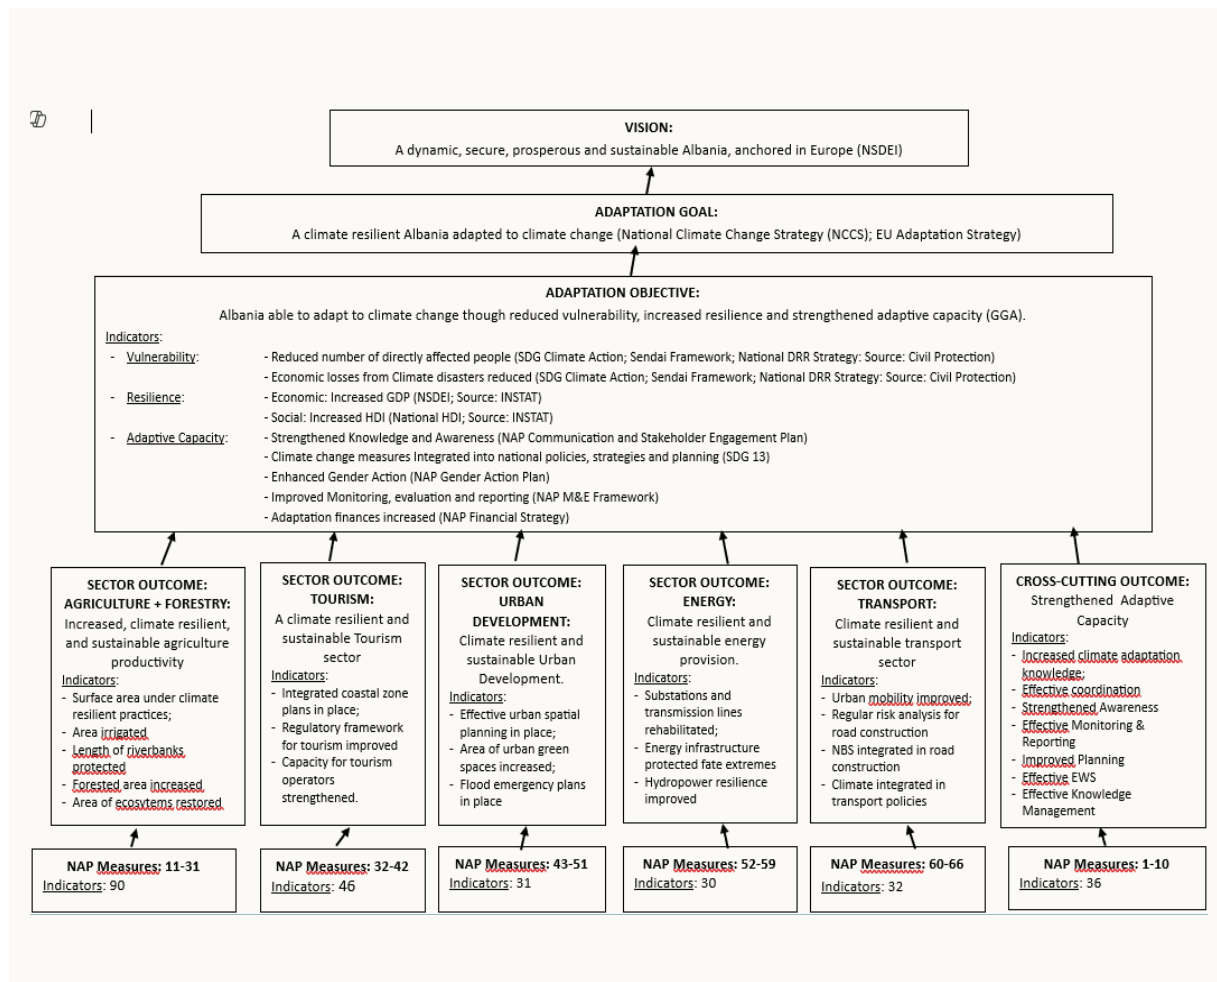 VISION:
A dynamic, secure, prosperous and sustainable Albania, anchored in Europe (NSDEI)
ADAPTATION GOAL:
A climate resilient Albania adapted to climate change (National Climate Change Strategy (NCCS); EU Adaptation Strategy)
ADAPTATION OBJECTIVE:
Albania able to adapt to climate change though reduced vulnerability, increased resilience and strengthened adaptive capacity (GGA).
Indicators:
- Vulnerability: - Reduced number of directly affected people (SDG Climate Action; Sendai Framework; National DRR Strategy: Source: Civil Protection)
- Economic losses from Climate disasters reduced (SDG Climate Action; Sendai Framework; National DRR Strategy: Source: Civil Protection)
- Resilience: - Economic: Increased GDP (NSDEI; Source: INSTAT)
- Social: Increased HDI (National HDI; Source: INSTAT)
- Adaptive Capacity: - Strengthened Knowledge and Awareness (NAP Communication and Stakeholder Engagement Plan)
- Climate change measures Integrated into national policies, strategies and planning (SDG 13)
- Enhanced Gender Action (NAP Gender Action Plan)
- Improved Monitoring, evaluation and reporting (NAP M&E Framework)
- Adaptation finances increased (NAP Financial Strategy)
SECTOR OUTCOME:
AGRICULTURE + FORESTRY:
Increased, climate resilient,
and sustainable agriculture
productivity
Indicators:
- Surface area under climate
resilient practices;
- Area irrigated
- Length of riverbanks
protected
- Forested area increased
- Area of ecosytems restored
SECTOR OUTCOME:
TOURISM:
A climate resilient and
sustainable Tourism
sector
Indicators:
- Integrated coastal zone
plans in place;
- Regulatory framework
for tourism improved
- Capacity for tourism
operators
strengthened.
SECTOR OUTCOME:
URBAN
DEVELOPMENT:
Climate resilient and
sustainable Urban
Development.
Indicators:
- Effective urban spatial
planning in place;
- Area of urban green
spaces increased;
- Flood emergency plans
in place
SECTOR OUTCOME:
ENERGY:
Climate resilient and
sustainable energy
provision.
Indicators:
- Substations and
transmission lines
rehabilitated;
- Energy infrastructure
protected fate extremes
- Hydropower resilience
improved
SECTOR OUTCOME:
TRANSPORT:
Climate resilient and
sustainable transport
sector
Indicators:
- Urban mobility improved;
- Regular risk analysis for
road construction
- NBS integrated in road
construction
- Climate integrated in
transport policies
CROSS-CUTTING OUTCOME:
Strengthened Adaptive
Capacity
Indicators:
- Increased climate adaptation
knowledge;
- Effective coordination
- Strengthened Awareness
- Effective Monitoring &
Reporting
- Improved Planning
- Effective EWS
- Effective Knowledge
Management
NAP Measures: 11-31
Indicators: 90
NAP Measures: 32-42
Indicators: 46
NAP Measures: 43-51
Indicators: 31
NAP Measures: 52-59
Indicators: 30
NAP Measures: 60-66
Indicators: 32
NAP Measures: 1-10
Indicators: 36